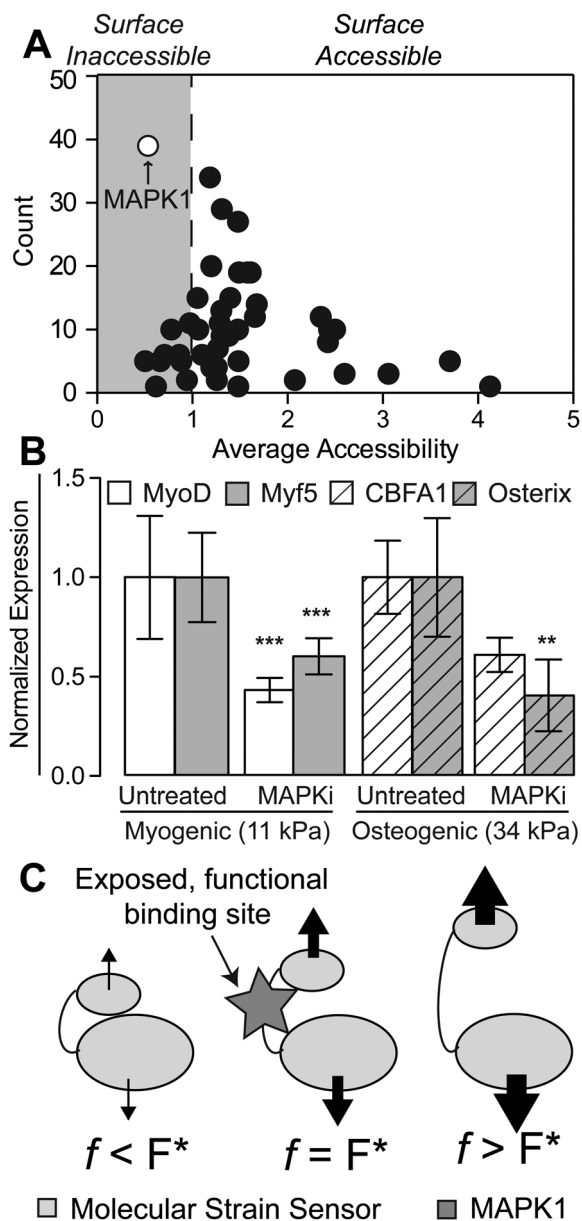 A
Surface Inaccessible
Surface Accessible
50
40
30
20
10
0
Count
MAPK1
0 1 2 3 4 5
Average Accessibility
B
Normalized Expression
1.5
1.0
0.5
0.0
MyoD Myf5 CBFA1 Osterix
*** *** **
Untreated MAPKi Untreated MAPKi
Myogenic (11 kPa) Osteogenic (34 kPa)
C
Exposed, functional
binding site
f < F* f = F* f > F*
Molecular Strain Sensor MAPK1